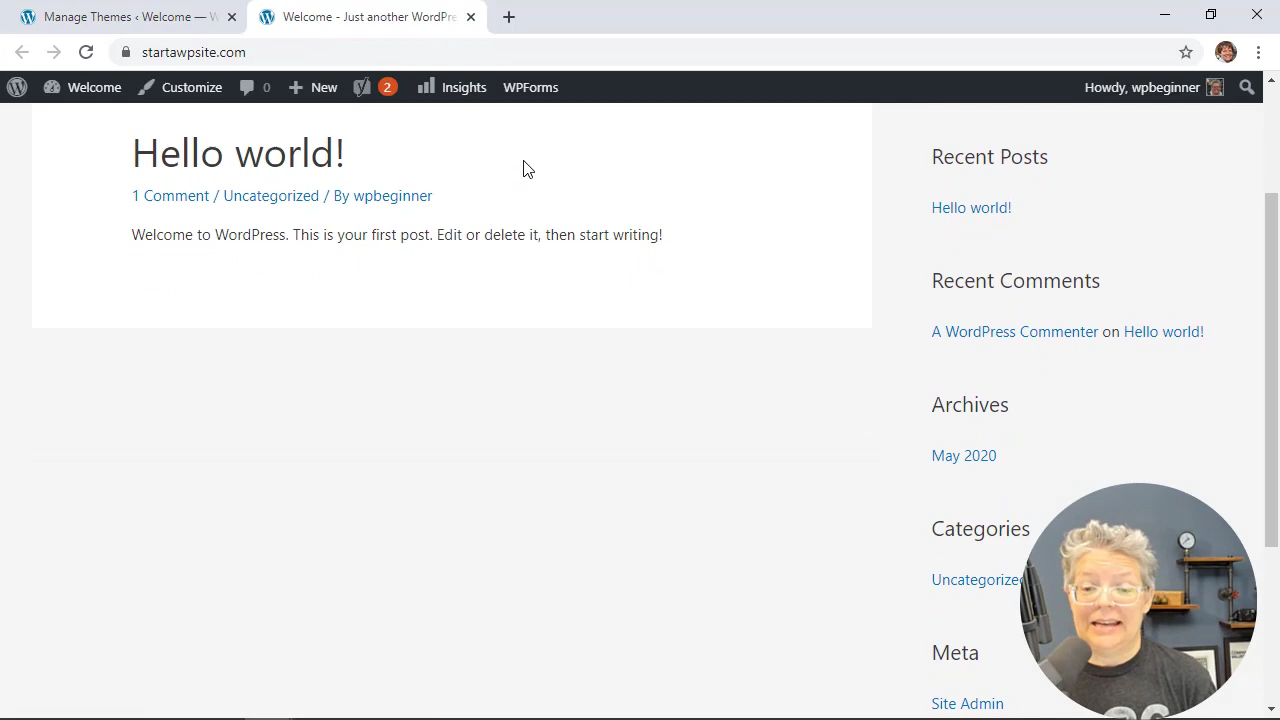 Manage Themes ‹ Welcome — W
Welcome - Just another WordPre
startawpsite.com
Welcome
Customize
0
New
2
Insights
WPForms
Howdy, wpbeginner
Hello world!
1 Comment / Uncategorized / By wpbeginner
Welcome to WordPress. This is your first post. Edit or delete it, then start writing!
Recent Posts
Hello world!
Recent Comments
A WordPress Commenter on Hello world!
Archives
May 2020
Categories
Uncategorized
Meta
Site Admin